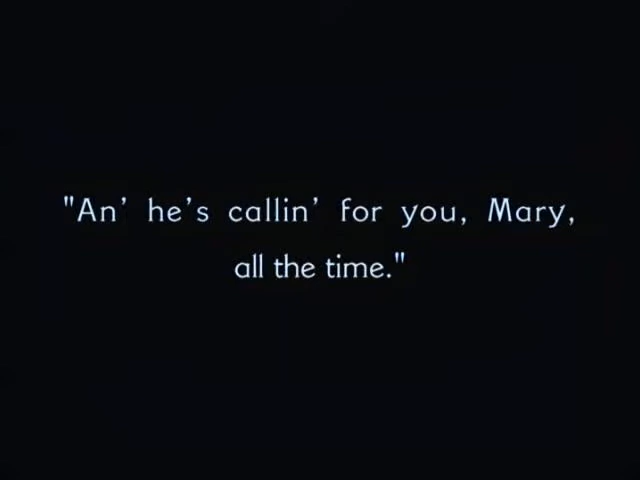 "An’ he’s callin’ for you, Mary,
all the time."